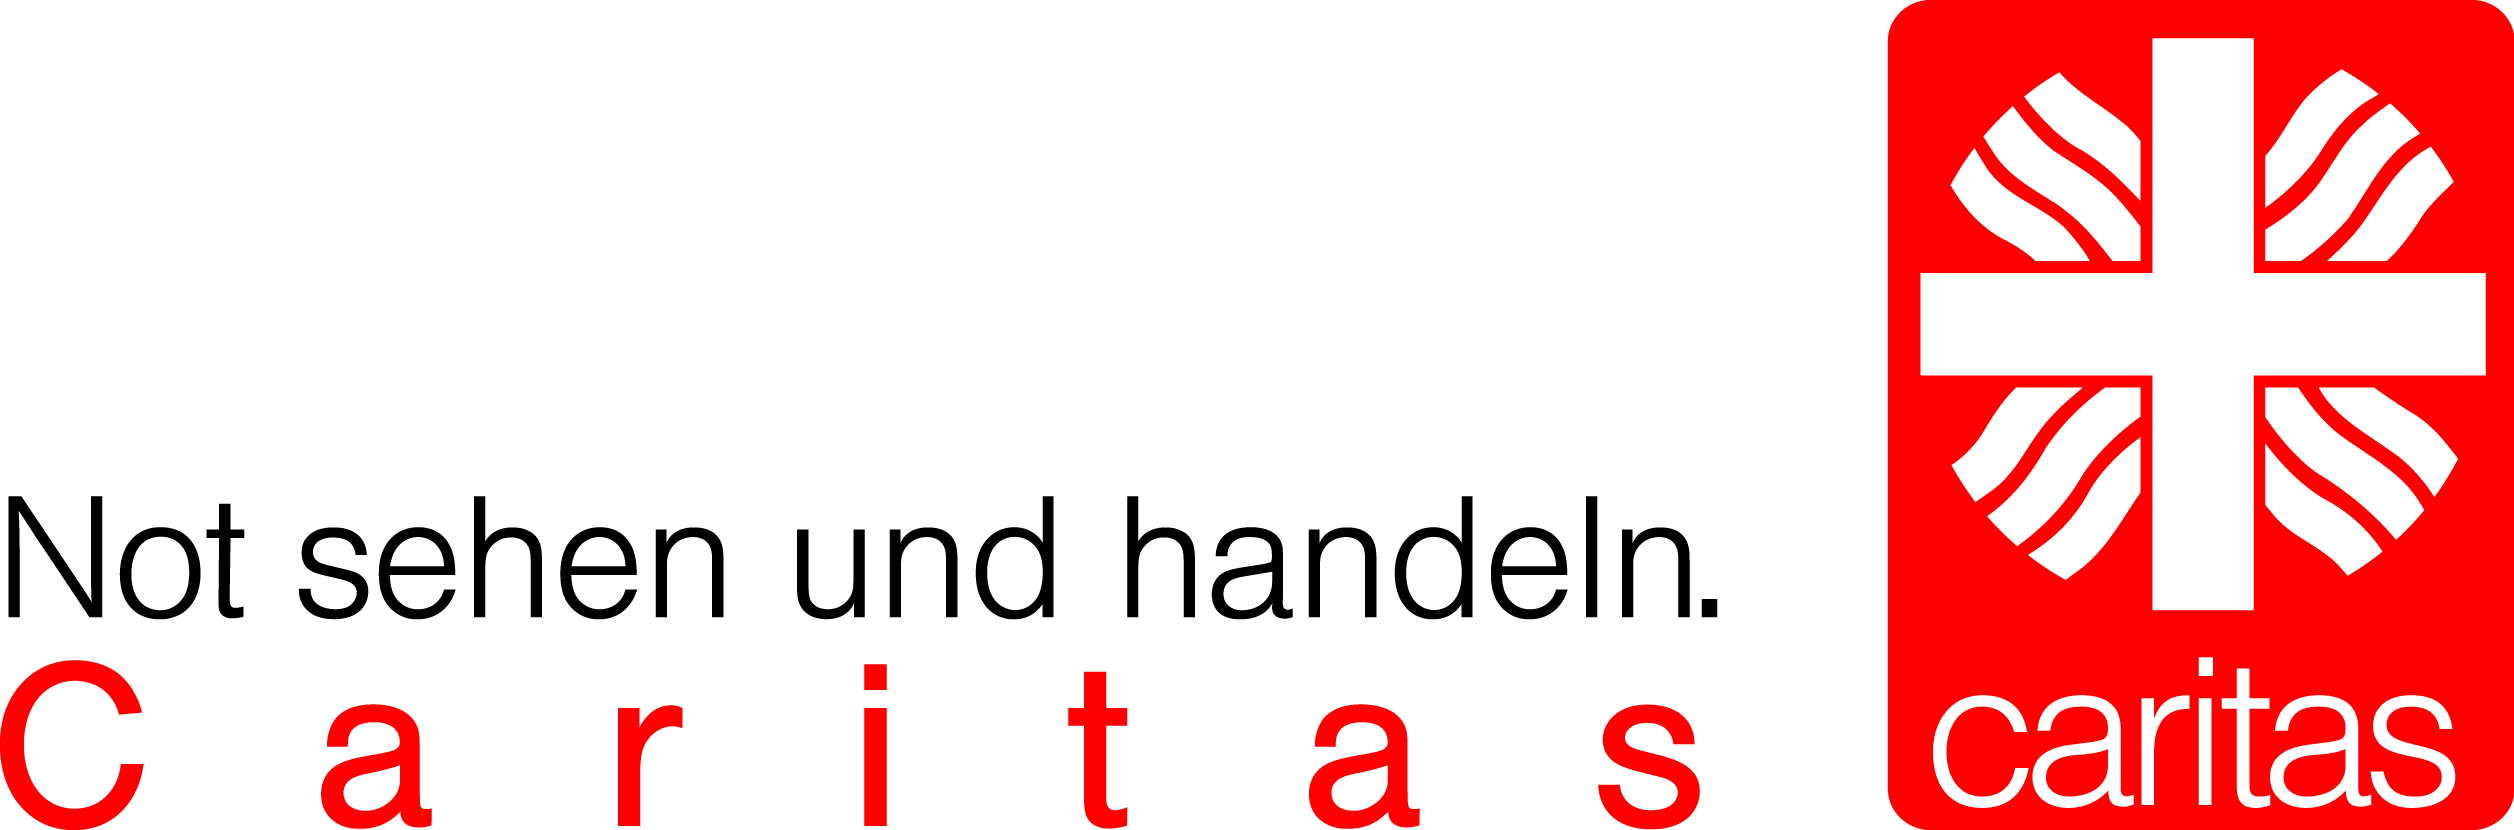 Not sehen und handeln.
Caritas
caritas